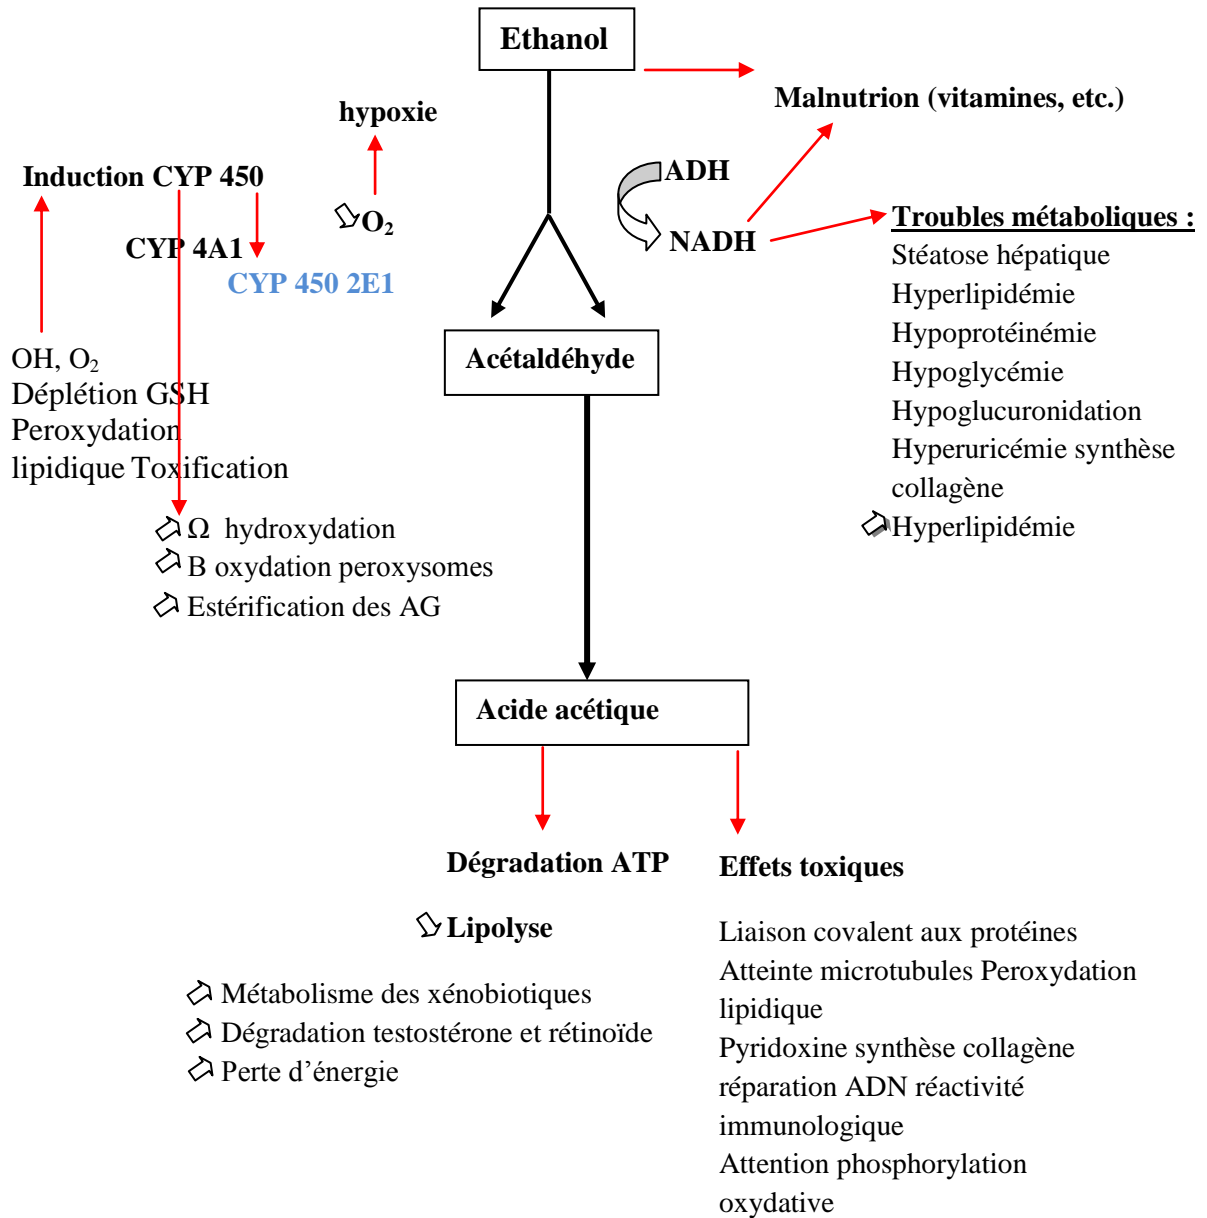 Ethanol
Malnutrion (vitamines, etc.)
hypoxie
Induction CYP 450
ADH
O₂
NADH
CYP 4A1
CYP 450 2E1
Troubles métaboliques :
Stéatose hépatique
Hyperlipidémie
Hypoprotéinémie
Hypoglycémie
Hypoglucuronidation
Hyperuricémie synthèse
collagène
Hyperlipidémie
Acétaldéhyde
OH, O₂
Déplétion GSH
Peroxydation
lipidique Toxification
Ω hydroxydation
B oxydation peroxysomes
Estérification des AG
Acide acétique
Dégradation ATP
Lipolyse
Métabolisme des xénobiotiques
Dégradation testostérone et rétinoïde
Perte d’énergie
Effets toxiques
Liaison covalent aux protéines
Atteinte microtubules Peroxydation
lipidique
Pyridoxine synthèse collagène
réparation ADN réactivité
immunologique
Attention phosphorylation
oxydative